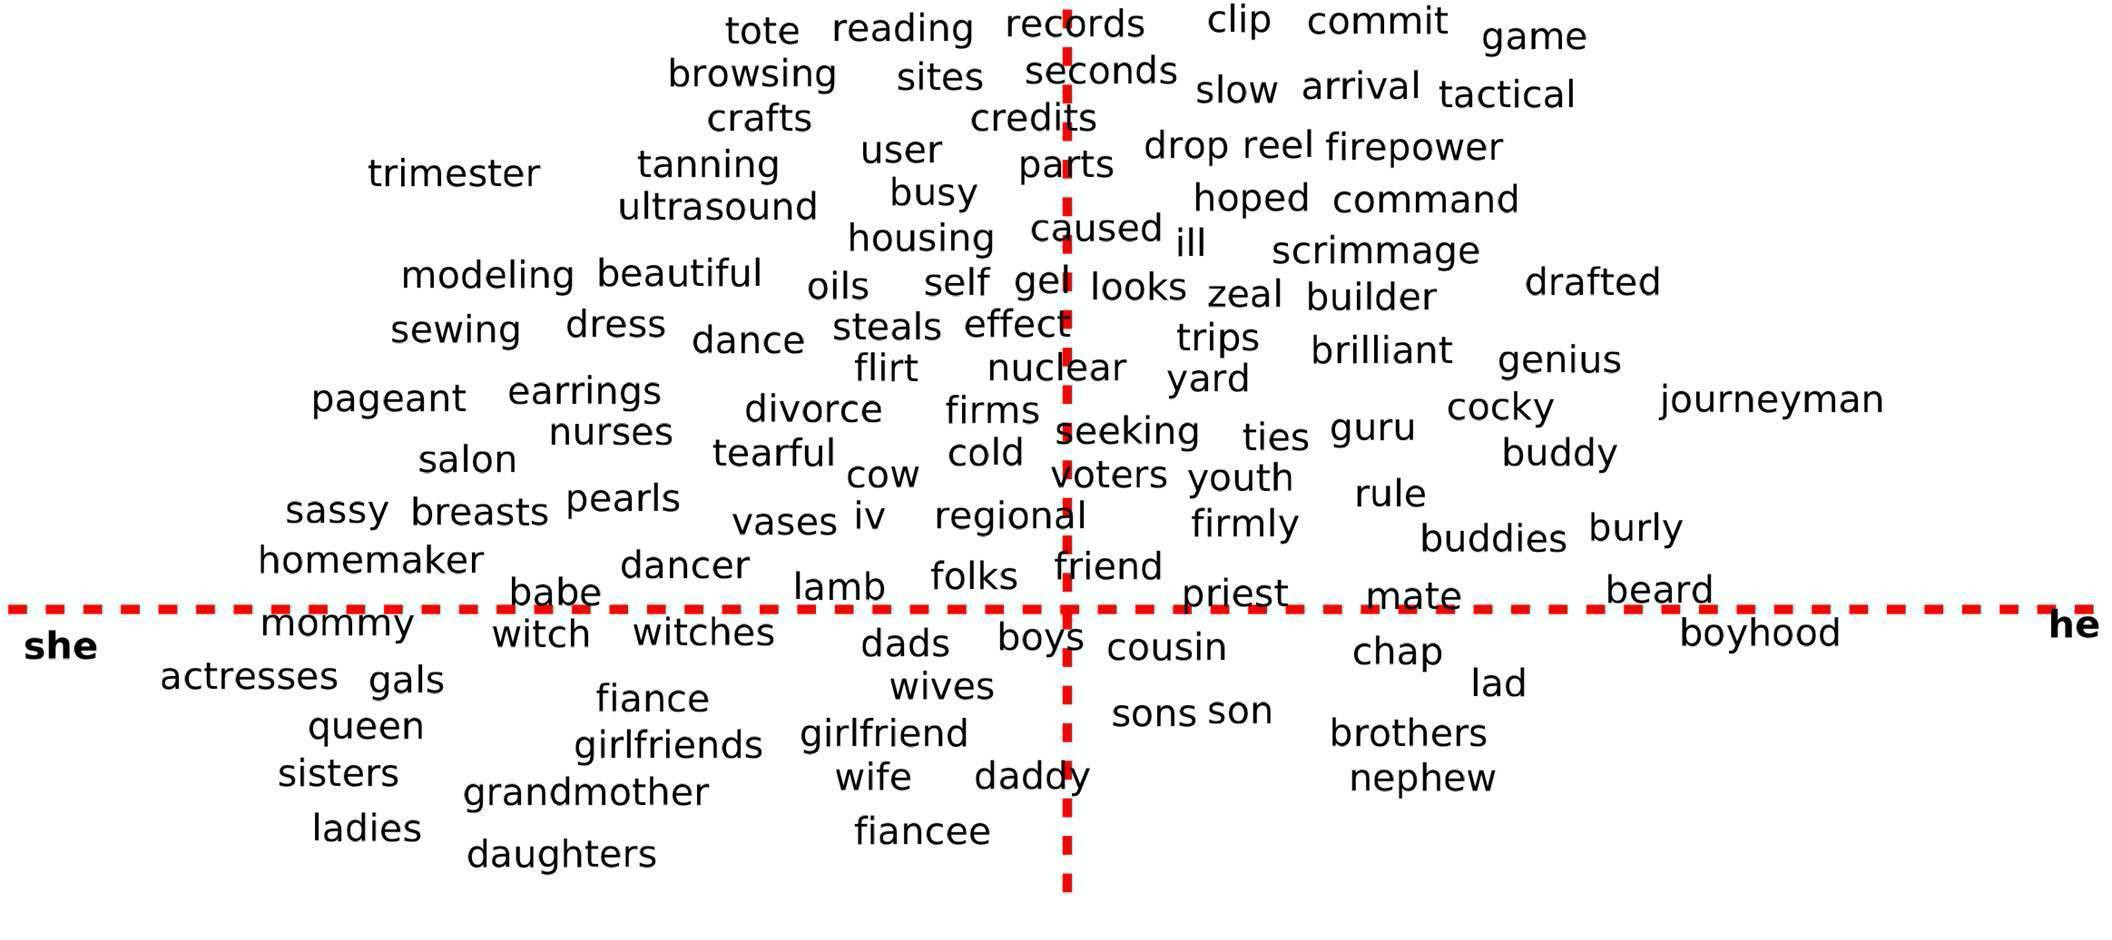 tote reading records clip commit game
browsing sites seconds slow arrival tactical
crafts credits
user drop reel firepower
trimester tanning parts
ultrasound busy hoped command
housing caused ill scrimmage
modeling beautiful oils self gel looks zeal builder drafted
sewing dress dance steals effect trips brilliant genius
flirt nuclear yard
pageant earrings divorce firms cocky journeyman
nurses seeking ties guru
salon tearful cold buddy
cow voters youth rule
sassy breasts pearls vases iv regional firmly buddies burly
homemaker dancer folks friend
babe lamb priest mate beard
mommy witch witches dads boys cousin chap boyhood he
she
actresses gals fiance wives lad
queen girlfriends girlfriend sons son brothers
sisters grandmother wife daddy nephew
ladies daughters fiancee